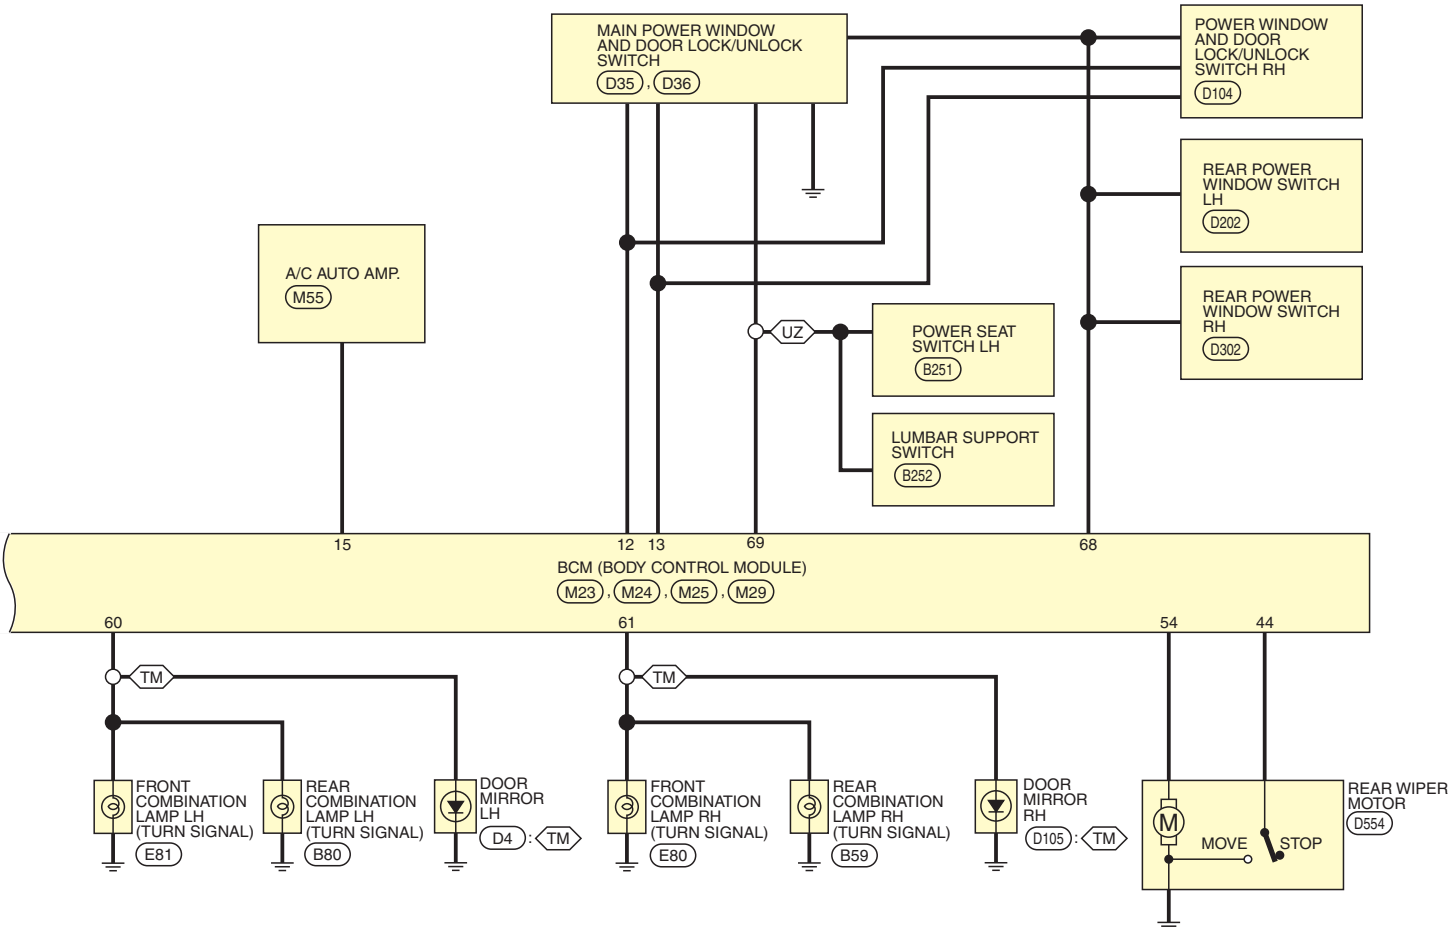 MAIN POWER WINDOW
AND DOOR LOCK/UNLOCK
SWITCH
D35 , D36
POWER WINDOW
AND DOOR
LOCK/UNLOCK
SWITCH RH
D104
REAR POWER
WINDOW SWITCH
LH
D202
A/C AUTO AMP.
M55
REAR POWER
WINDOW SWITCH
RH
D302
UZ
POWER SEAT
SWITCH LH
B251
LUMBAR SUPPORT
SWITCH
B252
15 12 13 69 68
BCM (BODY CONTROL MODULE)
M23 , M24 , M25 , M29
60 61 54 44
TM TM
FRONT
COMBINATION
LAMP LH
(TURN SIGNAL)
E81
REAR
COMBINATION
LAMP LH
(TURN SIGNAL)
B80
DOOR
MIRROR
LH
D4 : TM
FRONT
COMBINATION
LAMP RH
(TURN SIGNAL)
E80
REAR
COMBINATION
LAMP RH
(TURN SIGNAL)
B59
DOOR
MIRROR
RH
D105 : TM
M
MOVE STOP
REAR WIPER
MOTOR
D554